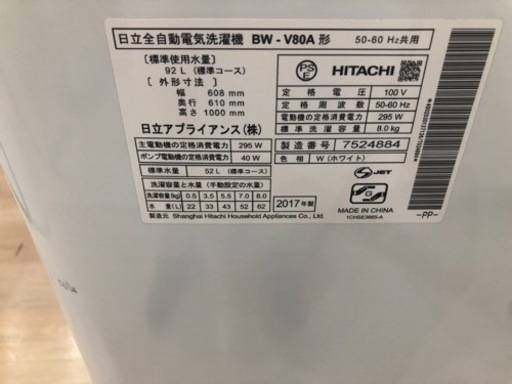 日立全自動電気洗濯機 BW-V80A 形 50-60 Hz共用
〔標準使用水量〕
92 L (標準コース)
〔外形寸法〕
幅 608 mm
奥行 610 mm
高さ 1000 mm
日立アプライアンス(株)
主電動機の定格消費電力 295 W
ポンプ電動機の定格消費電力 40 W
標準水量 52 L (標準コース)
洗濯容量と水量 (手動設定の水量)
洗濯容量(kg) 0.5 3.5 5.5 7.0 8.0
水 量(L) 22 33 43 52 62
製造元 Shanghai Hitachi Household Appliances Co., Ltd.
2017年製
PS
E
HITACHI
定格電圧 100 V
定格周波数 50-60 Hz
電動機の定格消費電力 295 W
標準洗濯容量 8.0 kg
製造番号 7524884
色柄 W (ホワイト)
JET
MADE IN CHINA
-PP-